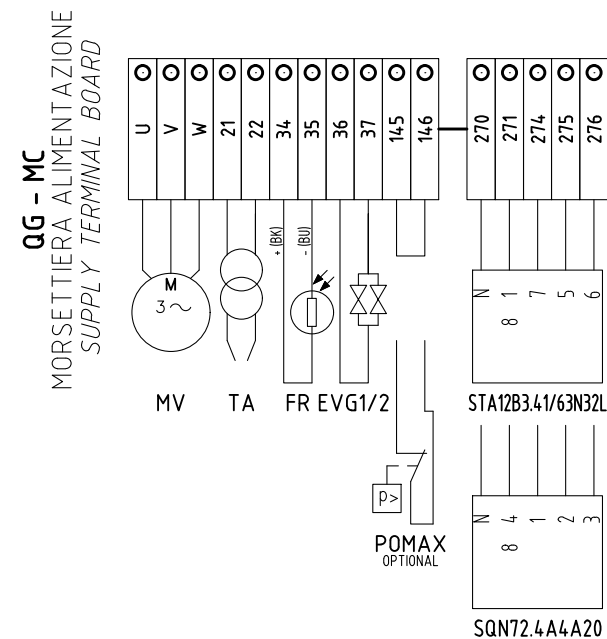 QG - MC
MORSETTIERA ALIMENTAZIONE
SUPPLY TERMINAL BOARD
U V W 21 22 34 35 36 37 145 146 270 271 274 275 276
+ (BK) - (BU)
M
3~
MV TA FR EVG1/2
N 1 7 5 6
8
STA12B3.41/63N32L
p>
POMAX
OPTIONAL
N 4 1 2 3
8
SQN72.4A4A20